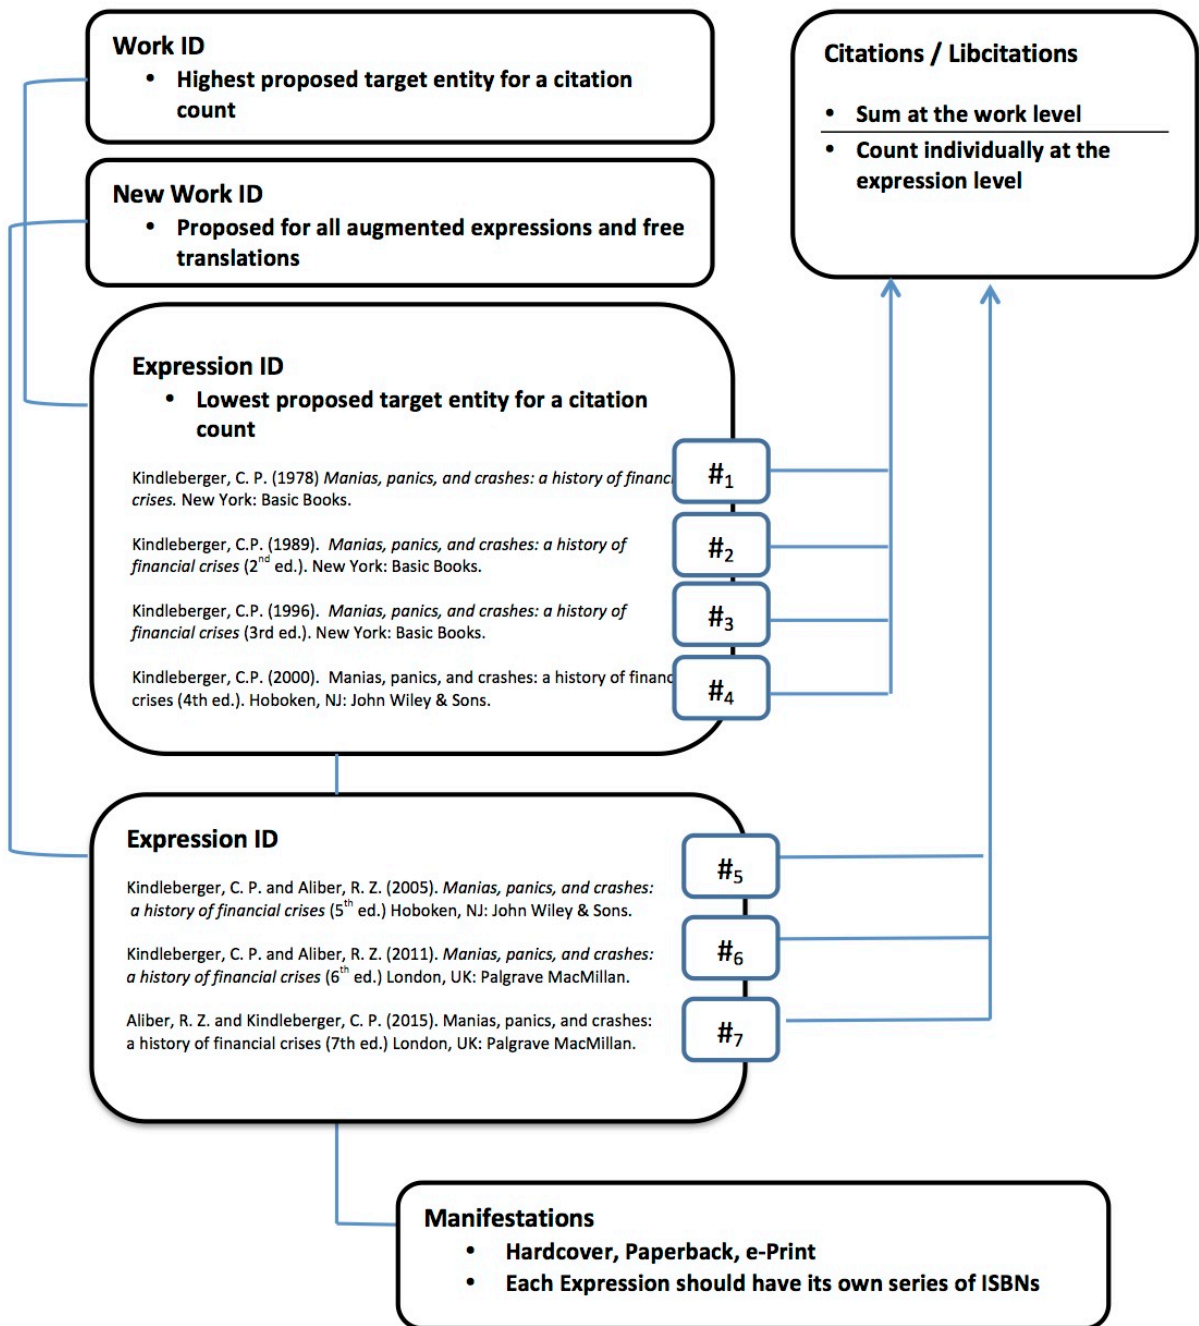 Work ID
• Highest proposed target entity for a citation
count
New Work ID
• Proposed for all augmented expressions and free
translations
Citations / Libcitations
• Sum at the work level
• Count individually at the
expression level
Expression ID
• Lowest proposed target entity for a citation
count
Kindleberger, C. P. (1978) Manias, panics, and crashes: a history of financi
crises. New York: Basic Books.
#1
Kindleberger, C.P. (1989). Manias, panics, and crashes: a history of
financial crises (2nd ed.). New York: Basic Books.
#2
Kindleberger, C.P. (1996). Manias, panics, and crashes: a history of
financial crises (3rd ed.). New York: Basic Books.
#3
Kindleberger, C.P. (2000). Manias, panics, and crashes: a history of financ
crises (4th ed.). Hoboken, NJ: John Wiley & Sons.
#4
Expression ID
Kindleberger, C. P. and Aliber, R. Z. (2005). Manias, panics, and crashes:
a history of financial crises (5th ed.) Hoboken, NJ: John Wiley & Sons.
#5
Kindleberger, C. P. and Aliber, R. Z. (2011). Manias, panics, and crashes:
a history of financial crises (6th ed.) London, UK: Palgrave MacMillan.
#6
Aliber, R. Z. and Kindleberger, C. P. (2015). Manias, panics, and crashes:
a history of financial crises (7th ed.) London, UK: Palgrave MacMillan.
#7
Manifestations
• Hardcover, Paperback, e-Print
• Each Expression should have its own series of ISBNs